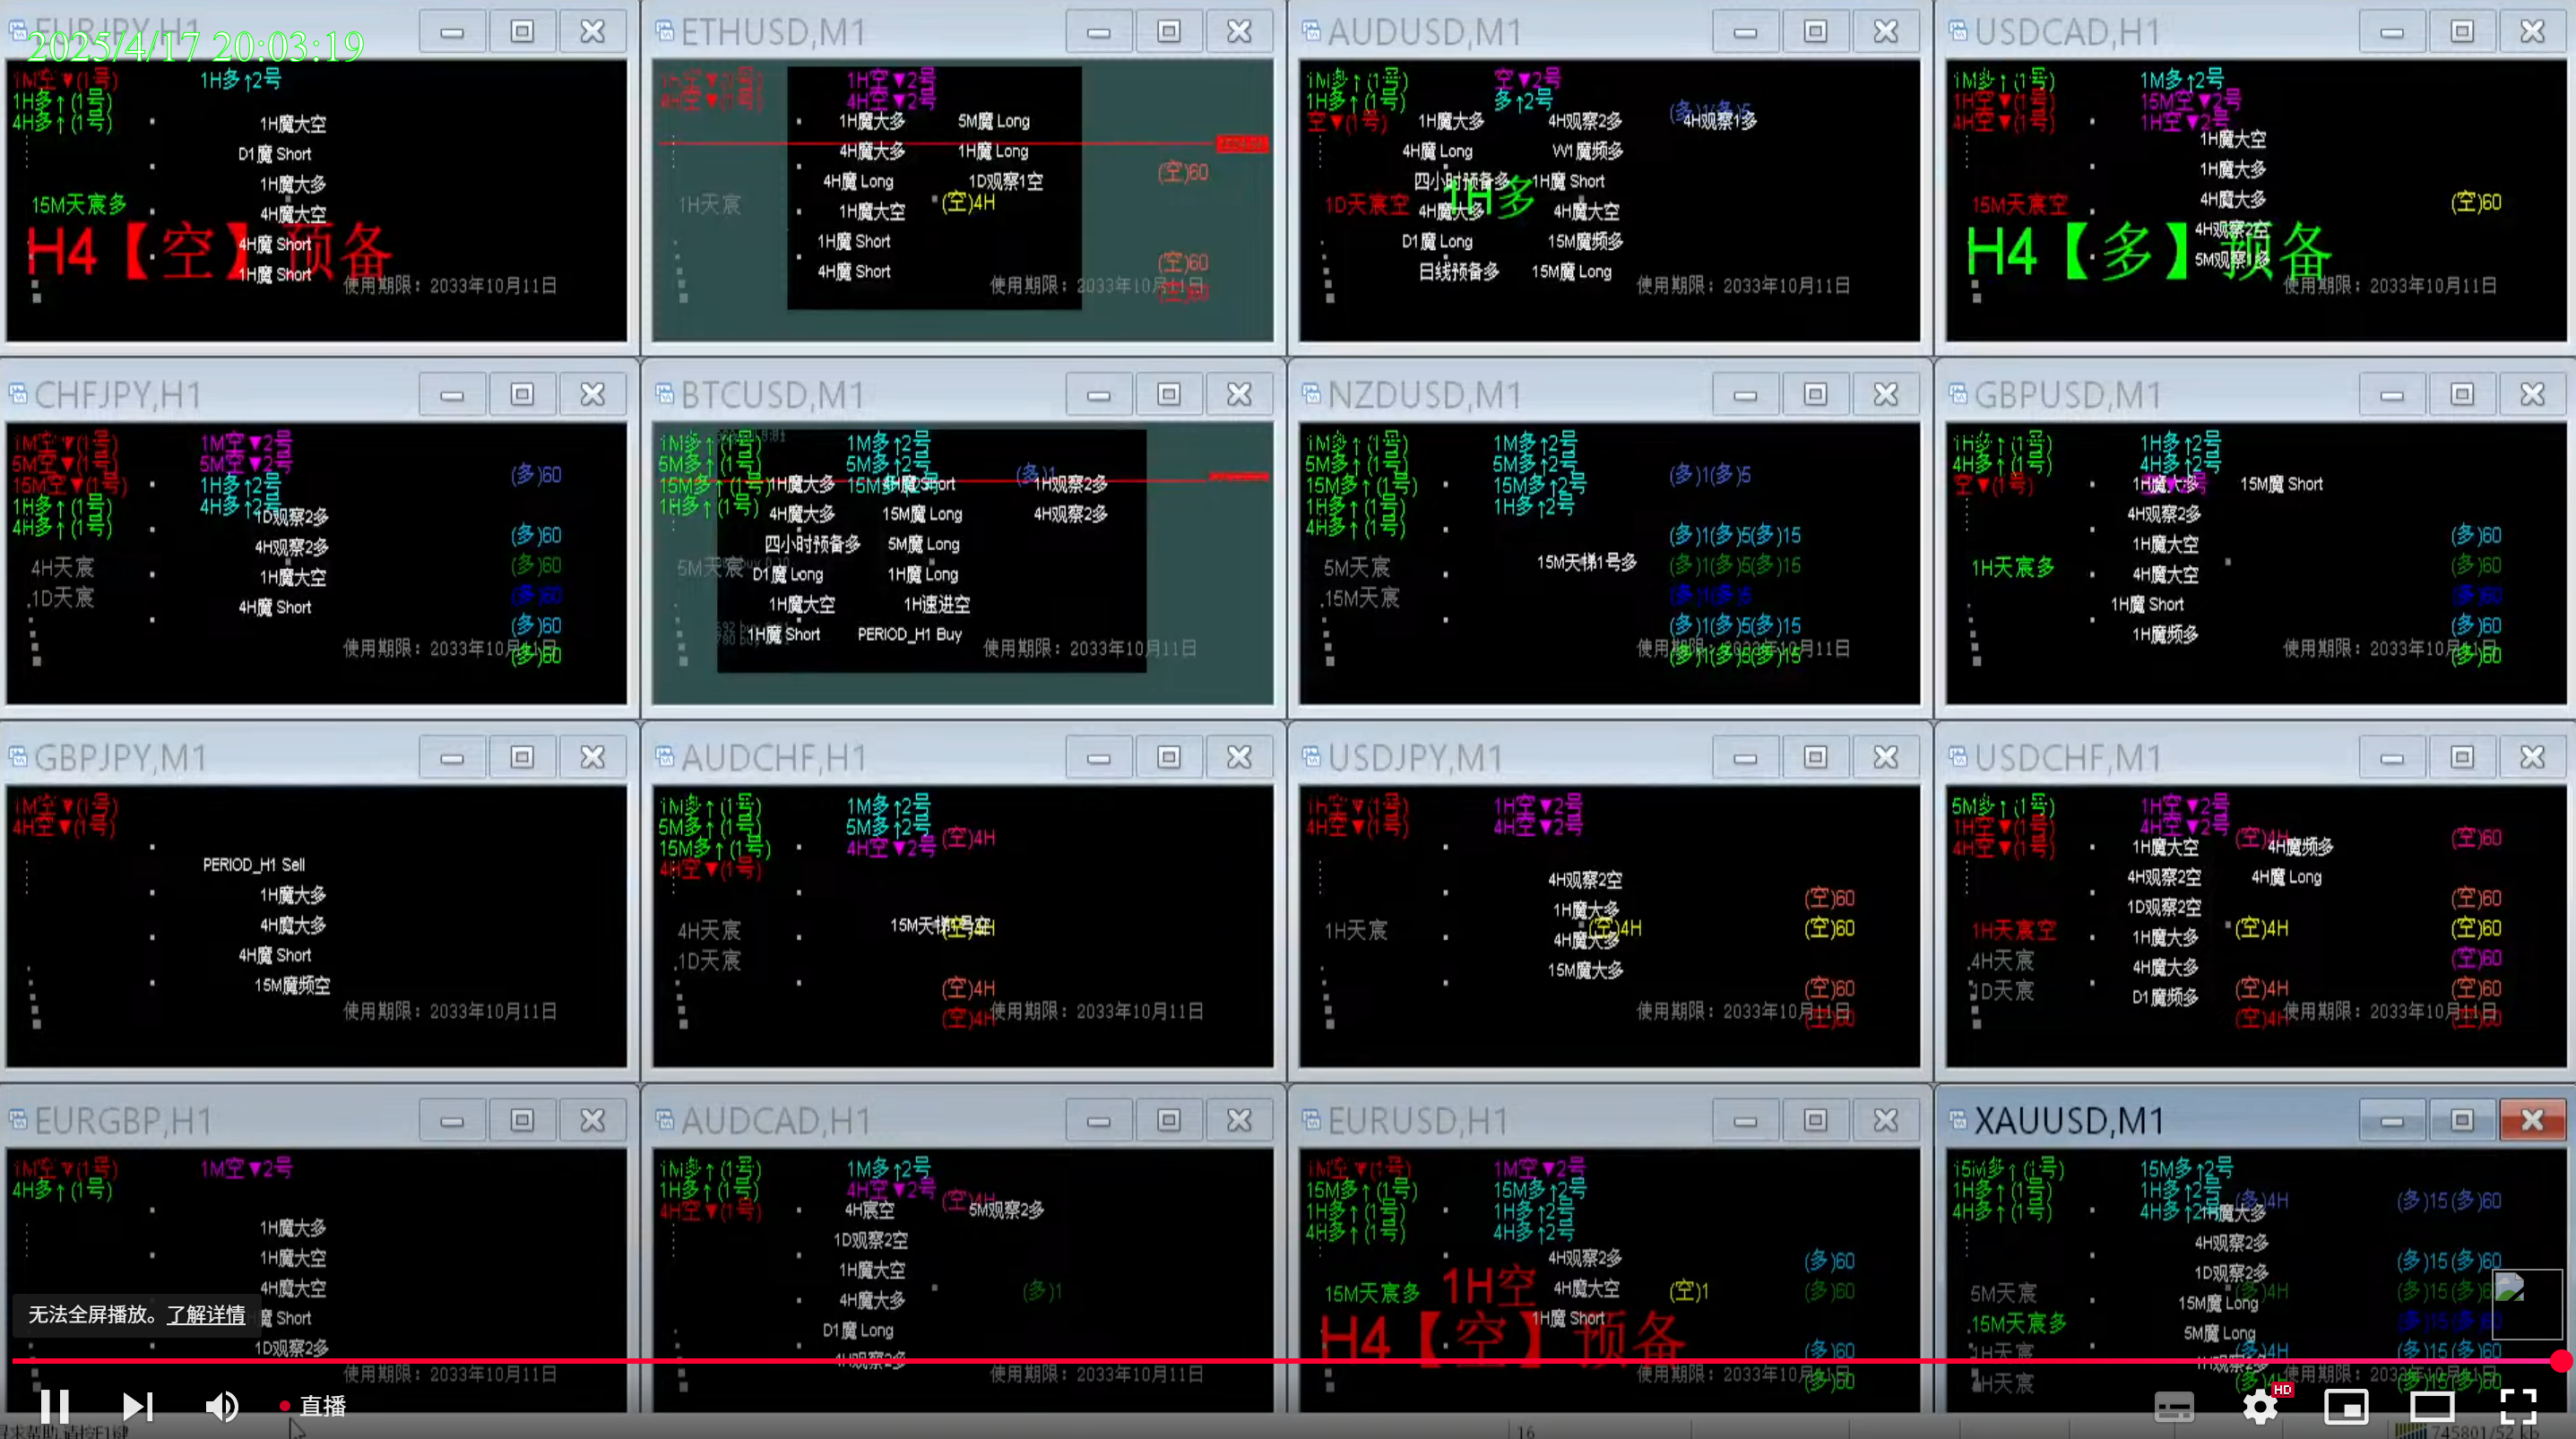 EURJPY,H1
2025/4/17 20:03:19
1M空▼(1号)
1H多↑(1号)
4H多↑(1号)
1H多↑2号
1H魔大空
D1魔 Short
1H魔大多
4H魔大空
4H魔 Short
1H魔 Short
15M天宸多
H4【空】预备
使用期限：2033年10月11日
ETHUSD,M1
1H空▼(1号)
4H空▼(1号)
1H空▼2号
4H空▼2号
1H魔大多
4H魔大多
4H魔 Long
1H魔大空
1H魔 Short
4H魔 Short
5M魔 Long
1H魔 Long
1D观察1空
(空)4H
1H天宸
(空)60
(空)60
(空)60
使用期限：2033年10月11日
AUDUSD,M1
1M多↑(1号)
1H多↑(1号)
空▼(1号)
空▼2号
多↑2号
(多)1(多)5
1H魔大多
4H魔 Long
四小时预备多
4H魔大多
D1魔 Long
日线预备多
4H观察2多
W1魔频多
1H魔 Short
4H魔大空
15M魔频多
15M魔 Long
4H观察1多
1D天宸空
1H多
使用期限：2033年10月11日
USDCAD,H1
1M多↑(1号)
1H空▼(1号)
4H空▼(1号)
1M多↑2号
15M空▼2号
1H空▼2号
1H魔大空
1H魔大多
4H魔大多
4H观察2空
5M观察1多
15M天宸空
(空)60
H4【多】预备
使用期限：2033年10月11日
CHFJPY,H1
1M空▼(1号)
5M空▼(1号)
15M空▼(1号)
1H多↑(1号)
4H多↑(1号)
1M空▼2号
5M空▼2号
1H多↑2号
4H多↑2号
1D观察2多
4H观察2多
1H魔大空
4H魔 Short
4H天宸
1D天宸
(多)60
(多)60
(多)60
(多)60
(多)60
(多)60
使用期限：2033年10月11日
BTCUSD,M1
1M多↑(1号)
5M多↑(1号)
15M多↑(1号)
1H多↑(1号)
1M多↑2号
5M多↑2号
15M多↑2号
(多)1
1H魔大多
4H魔大多
四小时预备多
D1魔 Long
1H魔大空
1H魔 Short
4H魔 Short
15M魔 Long
5M魔 Long
1H魔 Long
1H速进空
PERIOD_H1 Buy
1H观察2多
4H观察2多
5M天宸
使用期限：2033年10月11日
NZDUSD,M1
1M多↑(1号)
5M多↑(1号)
15M多↑(1号)
1H多↑(1号)
4H多↑(1号)
1M多↑2号
5M多↑2号
15M多↑2号
1H多↑2号
15M天梯1号多
5M天宸
15M天宸
(多)1(多)5
(多)1(多)5(多)15
(多)1(多)5(多)15
(多)1(多)5
(多)1(多)5(多)15
(多)1(多)5(多)15
使用期限：2033年10月11日
GBPUSD,M1
1H多↑(1号)
4H多↑(1号)
空▼(1号)
1H多↑2号
4H多↑2号
空▼2号
1H魔大多
4H观察2多
1H魔大空
4H魔大空
1H魔 Short
1H魔频多
15M魔 Short
1H天宸多
(多)60
(多)60
(多)60
(多)60
(多)60
使用期限：2033年10月11日
GBPJPY,M1
1M空▼(1号)
4H空▼(1号)
PERIOD_H1 Sell
1H魔大多
4H魔大多
4H魔 Short
15M魔频空
使用期限：2033年10月11日
AUDCHF,H1
1M多↑(1号)
5M多↑(1号)
15M多↑(1号)
4H空▼(1号)
1M多↑2号
5M多↑2号
4H空▼2号
(空)4H
15M天梯1号空
(空)4H
4H天宸
1D天宸
(空)4H
(空)4H
使用期限：2033年10月11日
USDJPY,M1
1H空▼(1号)
4H空▼(1号)
1H空▼2号
4H空▼2号
4H观察2空
1H魔大多
4H魔大多
15M魔大多
(空)4H
1H天宸
(空)60
(空)60
(空)60
(空)60
使用期限：2033年10月11日
USDCHF,M1
5M多↑(1号)
1H空▼(1号)
4H空▼(1号)
1H空▼2号
4H空▼2号
(空)4H
1H魔大空
4H观察2空
1D观察2空
1H魔大多
4H魔大多
D1魔频多
4H魔频多
4H魔 Long
(空)4H
(空)4H
(空)4H
1H天宸空
4H天宸
1D天宸
(空)60
(空)60
(空)60
(空)60
(空)60
(空)60
使用期限：2033年10月11日
EURGBP,H1
1M空▼(1号)
4H多↑(1号)
1M空▼2号
1H魔大多
1H魔大空
4H魔大空
魔 Short
1D观察2多
使用期限：2033年10月11日
AUDCAD,H1
1M多↑(1号)
1H多↑(1号)
4H空▼(1号)
1M多↑2号
4H空▼2号
(空)4H
4H宸空
1D观察2空
1H魔大空
4H魔大多
D1魔 Long
4H观察2多
5M观察2多
(多)1
使用期限：2033年10月11日
EURUSD,H1
1M空▼(1号)
15M多↑(1号)
1H多↑(1号)
4H多↑(1号)
1M空▼2号
15M多↑2号
1H多↑2号
4H多↑2号
4H观察2多
4H魔大空
1H魔 Short
15M天宸多
1H空
(空)1
H4【空】预备
(多)60
(多)60
(多)60
(多)60
使用期限：2033年10月11日
XAUUSD,M1
15M多↑(1号)
1H多↑(1号)
4H多↑(1号)
15M多↑2号
1H多↑2号
4H多↑2号
(多)4H
1H魔大多
4H观察2多
1D观察2多
15M魔 Long
5M魔 Long
1H观察2多
(多)4H
(多)4H
5M天宸
15M天宸多
1H天宸
4H天宸
(多)15(多)60
(多)15(多)60
(多)15(多)60
(多)15(多)60
使用期限：2033年10月11日
无法全屏播放。了解详情
直播
HD
寻求帮助,请按F1键
16
745801/52 kb